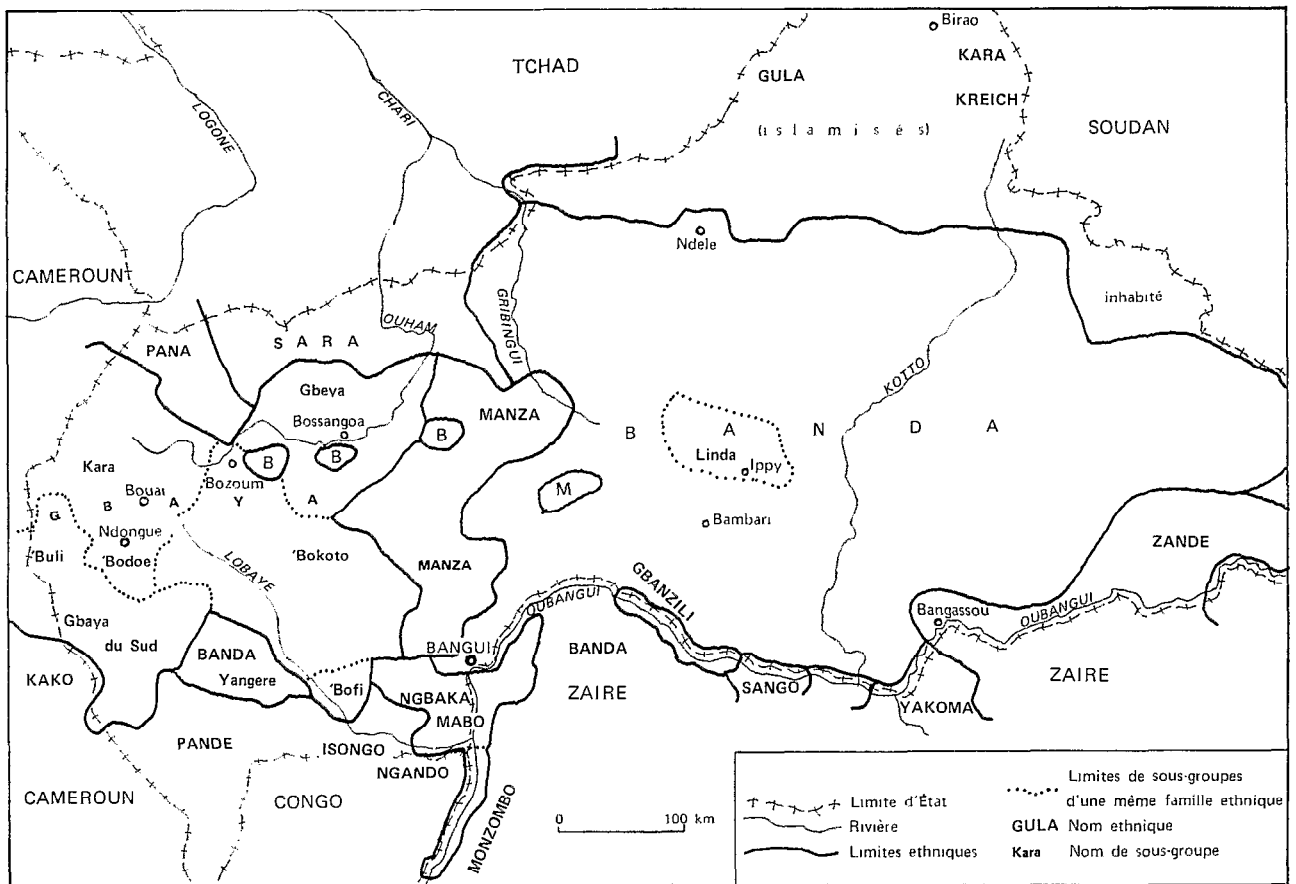 Birao
TCHAD
KARA
GULA
KREICH
LOGONE
CHARI
(islamisés)
SOUDAN
Ndele
CAMEROUN
GRIBINGUI
inhabité
OUHAM
SARA
PANA
KOTTO
Gbeya
MANZA
Bossangoa
B
B
B
BANDA
Linda
Ippy
Kara
Bozoum
M
Bouar
GBAYA
Bambari
Ndongue
'Buli
'Bodoe
'Bokoto
MANZA
ZANDE
LOBAYE
OUBANGUI
GBANZILI
Bangassou
OUBANGUI
Gbaya
du Sud
BANGUI
BANDA
BANDA
Yangere
KAKO
'Bofi
NGBAKA
MABO
ZAIRE
SANGO
ZAIRE
YAKOMA
PANDE
ISONGO
NGANDO
CAMEROUN
CONGO
MONZOMBO
0 100 km
Limite d'État
Rivière
Limites ethniques
Limites de sous-groupes
d'une même famille ethnique
GULA Nom ethnique
Kara Nom de sous-groupe